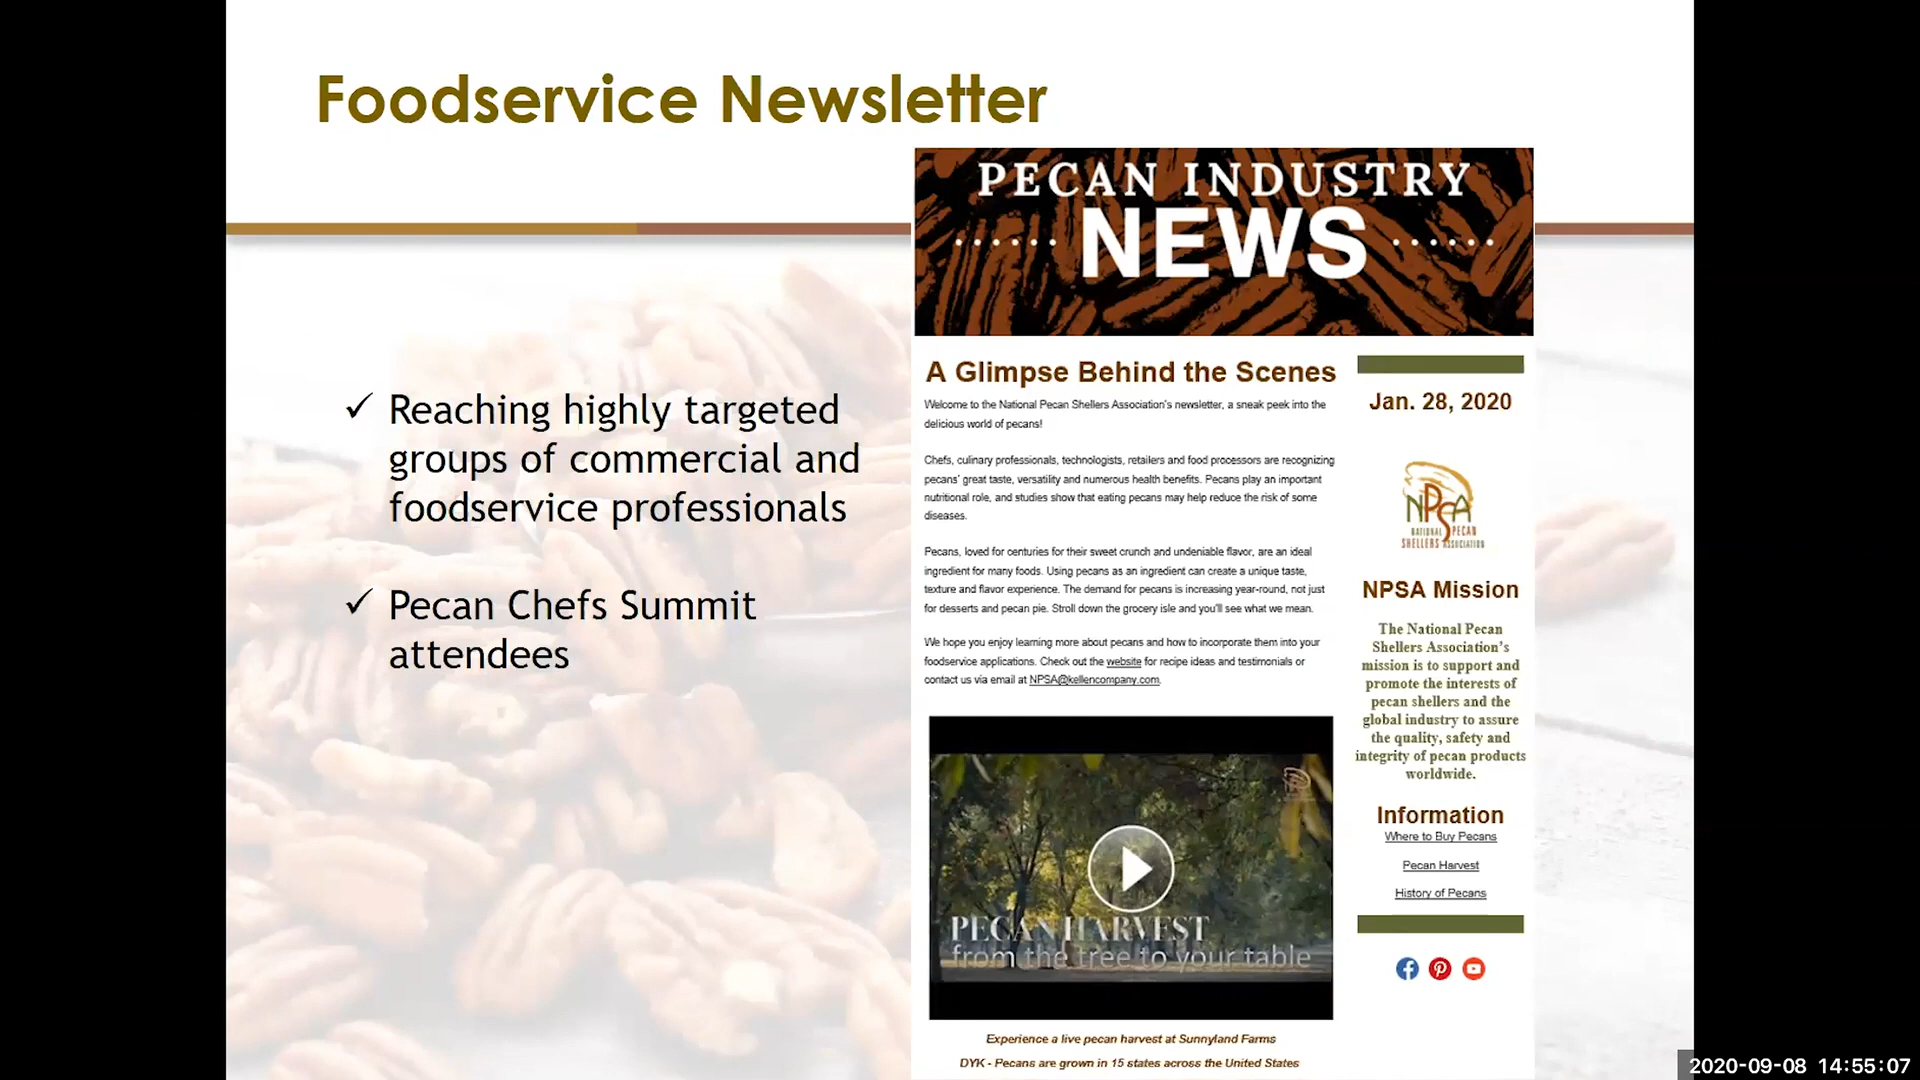 Foodservice Newsletter
✓ Reaching highly targeted
groups of commercial and
foodservice professionals
✓ Pecan Chefs Summit
attendees
PECAN INDUSTRY
NEWS
A Glimpse Behind the Scenes
Welcome to the National Pecan Shellers Association's newsletter, a sneak peek into the
delicious world of pecans!
Chefs, culinary professionals, technologists, retailers and food processors are recognizing
pecans' great taste, versatility and numerous health benefits. Pecans play an important
nutritional role, and studies show that eating pecans may help reduce the risk of some
diseases.
Pecans, loved for centuries for their sweet crunch and undeniable flavor, are an ideal
ingredient for many foods. Using pecans as an ingredient can create a unique taste,
texture and flavor experience. The demand for pecans is increasing year-round, not just
for desserts and pecan pie. Stroll down the grocery isle and you'll see what we mean.
We hope you enjoy learning more about pecans and how to incorporate them into your
foodservice applications. Check out the website for recipe ideas and testimonials or
contact us via email at NPSA@kellencompany.com.
PECAN HARVEST
from the tree to your table
Experience a live pecan harvest at Sunnyland Farms
DYK - Pecans are grown in 15 states across the United States
Jan. 28, 2020
NPSA
NATIONAL PECAN
SHELLERS ASSOCIATION
NPSA Mission
The National Pecan
Shellers Association's
mission is to support and
promote the interests of
pecan shellers and the
global industry to assure
the quality, safety and
integrity of pecan products
worldwide.
Information
Where to Buy Pecans
Pecan Harvest
History of Pecans
2020-09-08 14:55:07